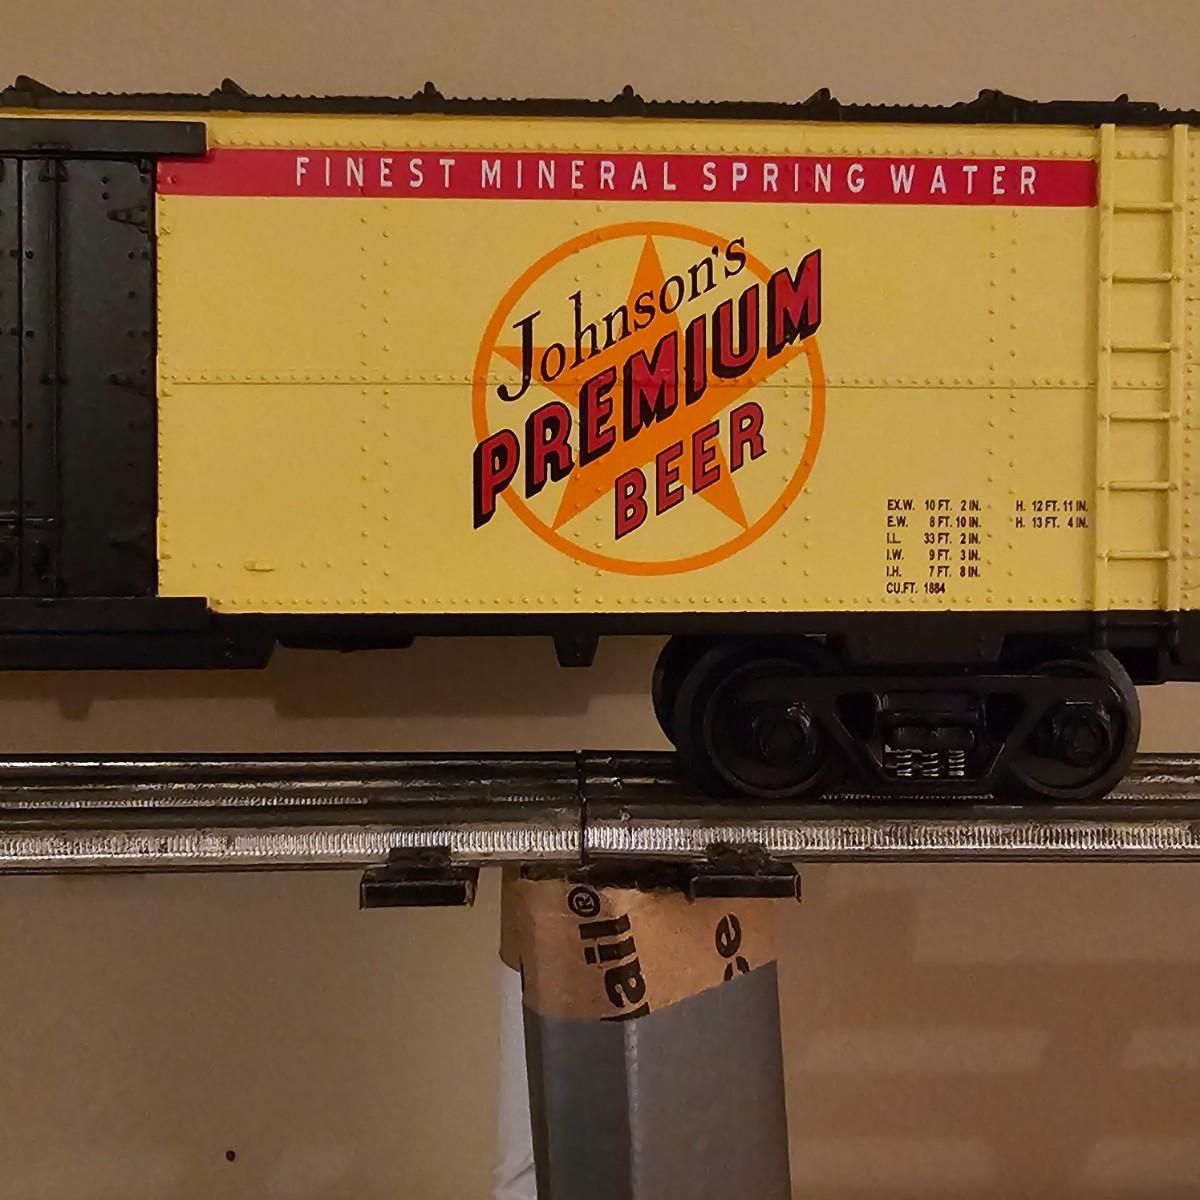 FINEST MINERAL SPRING WATER
Johnson's
PREMIUM
BEER
EX.W. 10 FT. 2 IN. H. 12 FT. 11 IN.
E.W. 8 FT. 10 IN. H. 13 FT. 4 IN.
I.L. 33 FT. 2 IN.
I.W. 9 FT. 3 IN.
I.H. 7 FT. 8 IN.
CU.FT. 1884
ail®